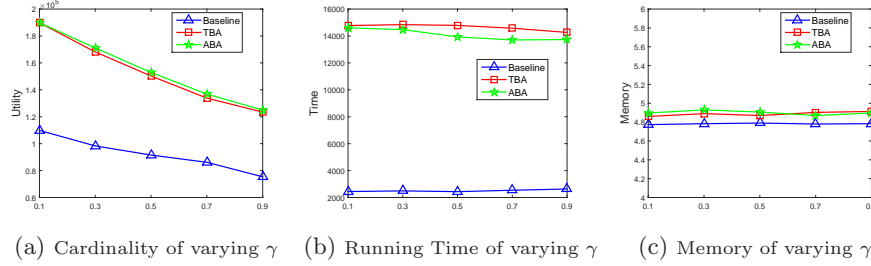 ×10^5
2
1.8
1.6
1.4
1.2
1
0.8
0.6
Utility
0.1 0.3 0.5 0.7 0.9
Baseline
TBA
ABA
(a) Cardinality of varying γ
16000
14000
12000
10000
8000
6000
4000
2000
Time
0.1 0.3 0.5 0.7 0.9
Baseline
TBA
ABA
(b) Running Time of varying γ
6
5.8
5.6
5.4
5.2
5
4.8
4.6
4.4
4.2
4
Memory
0.1 0.3 0.5 0.7
Baseline
TBA
ABA
(c) Memory of varying γ